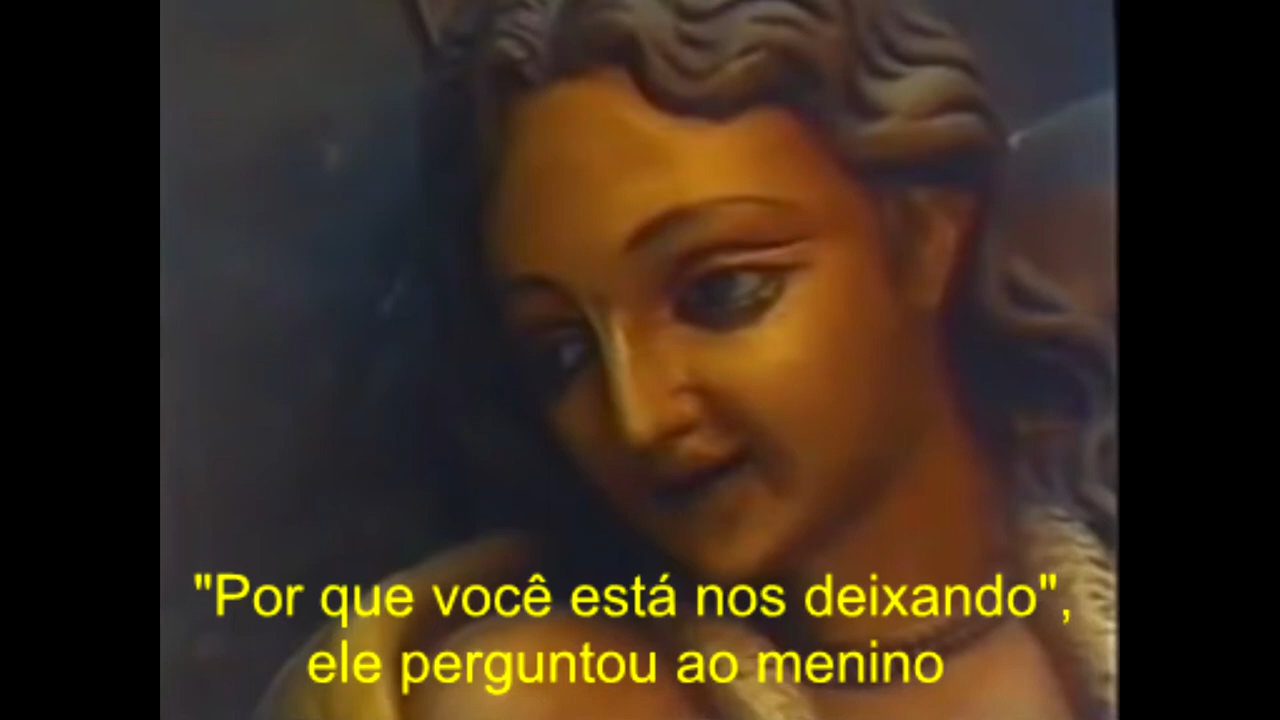 "Por que você está nos deixando",
ele perguntou ao menino